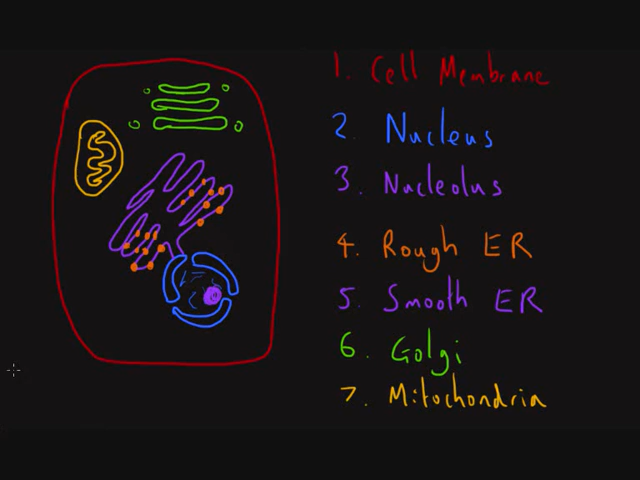 1. Cell Membrane
2. Nucleus
3. Nucleolus
4. Rough ER
5. Smooth ER
6. Golgi
7. Mitochondria